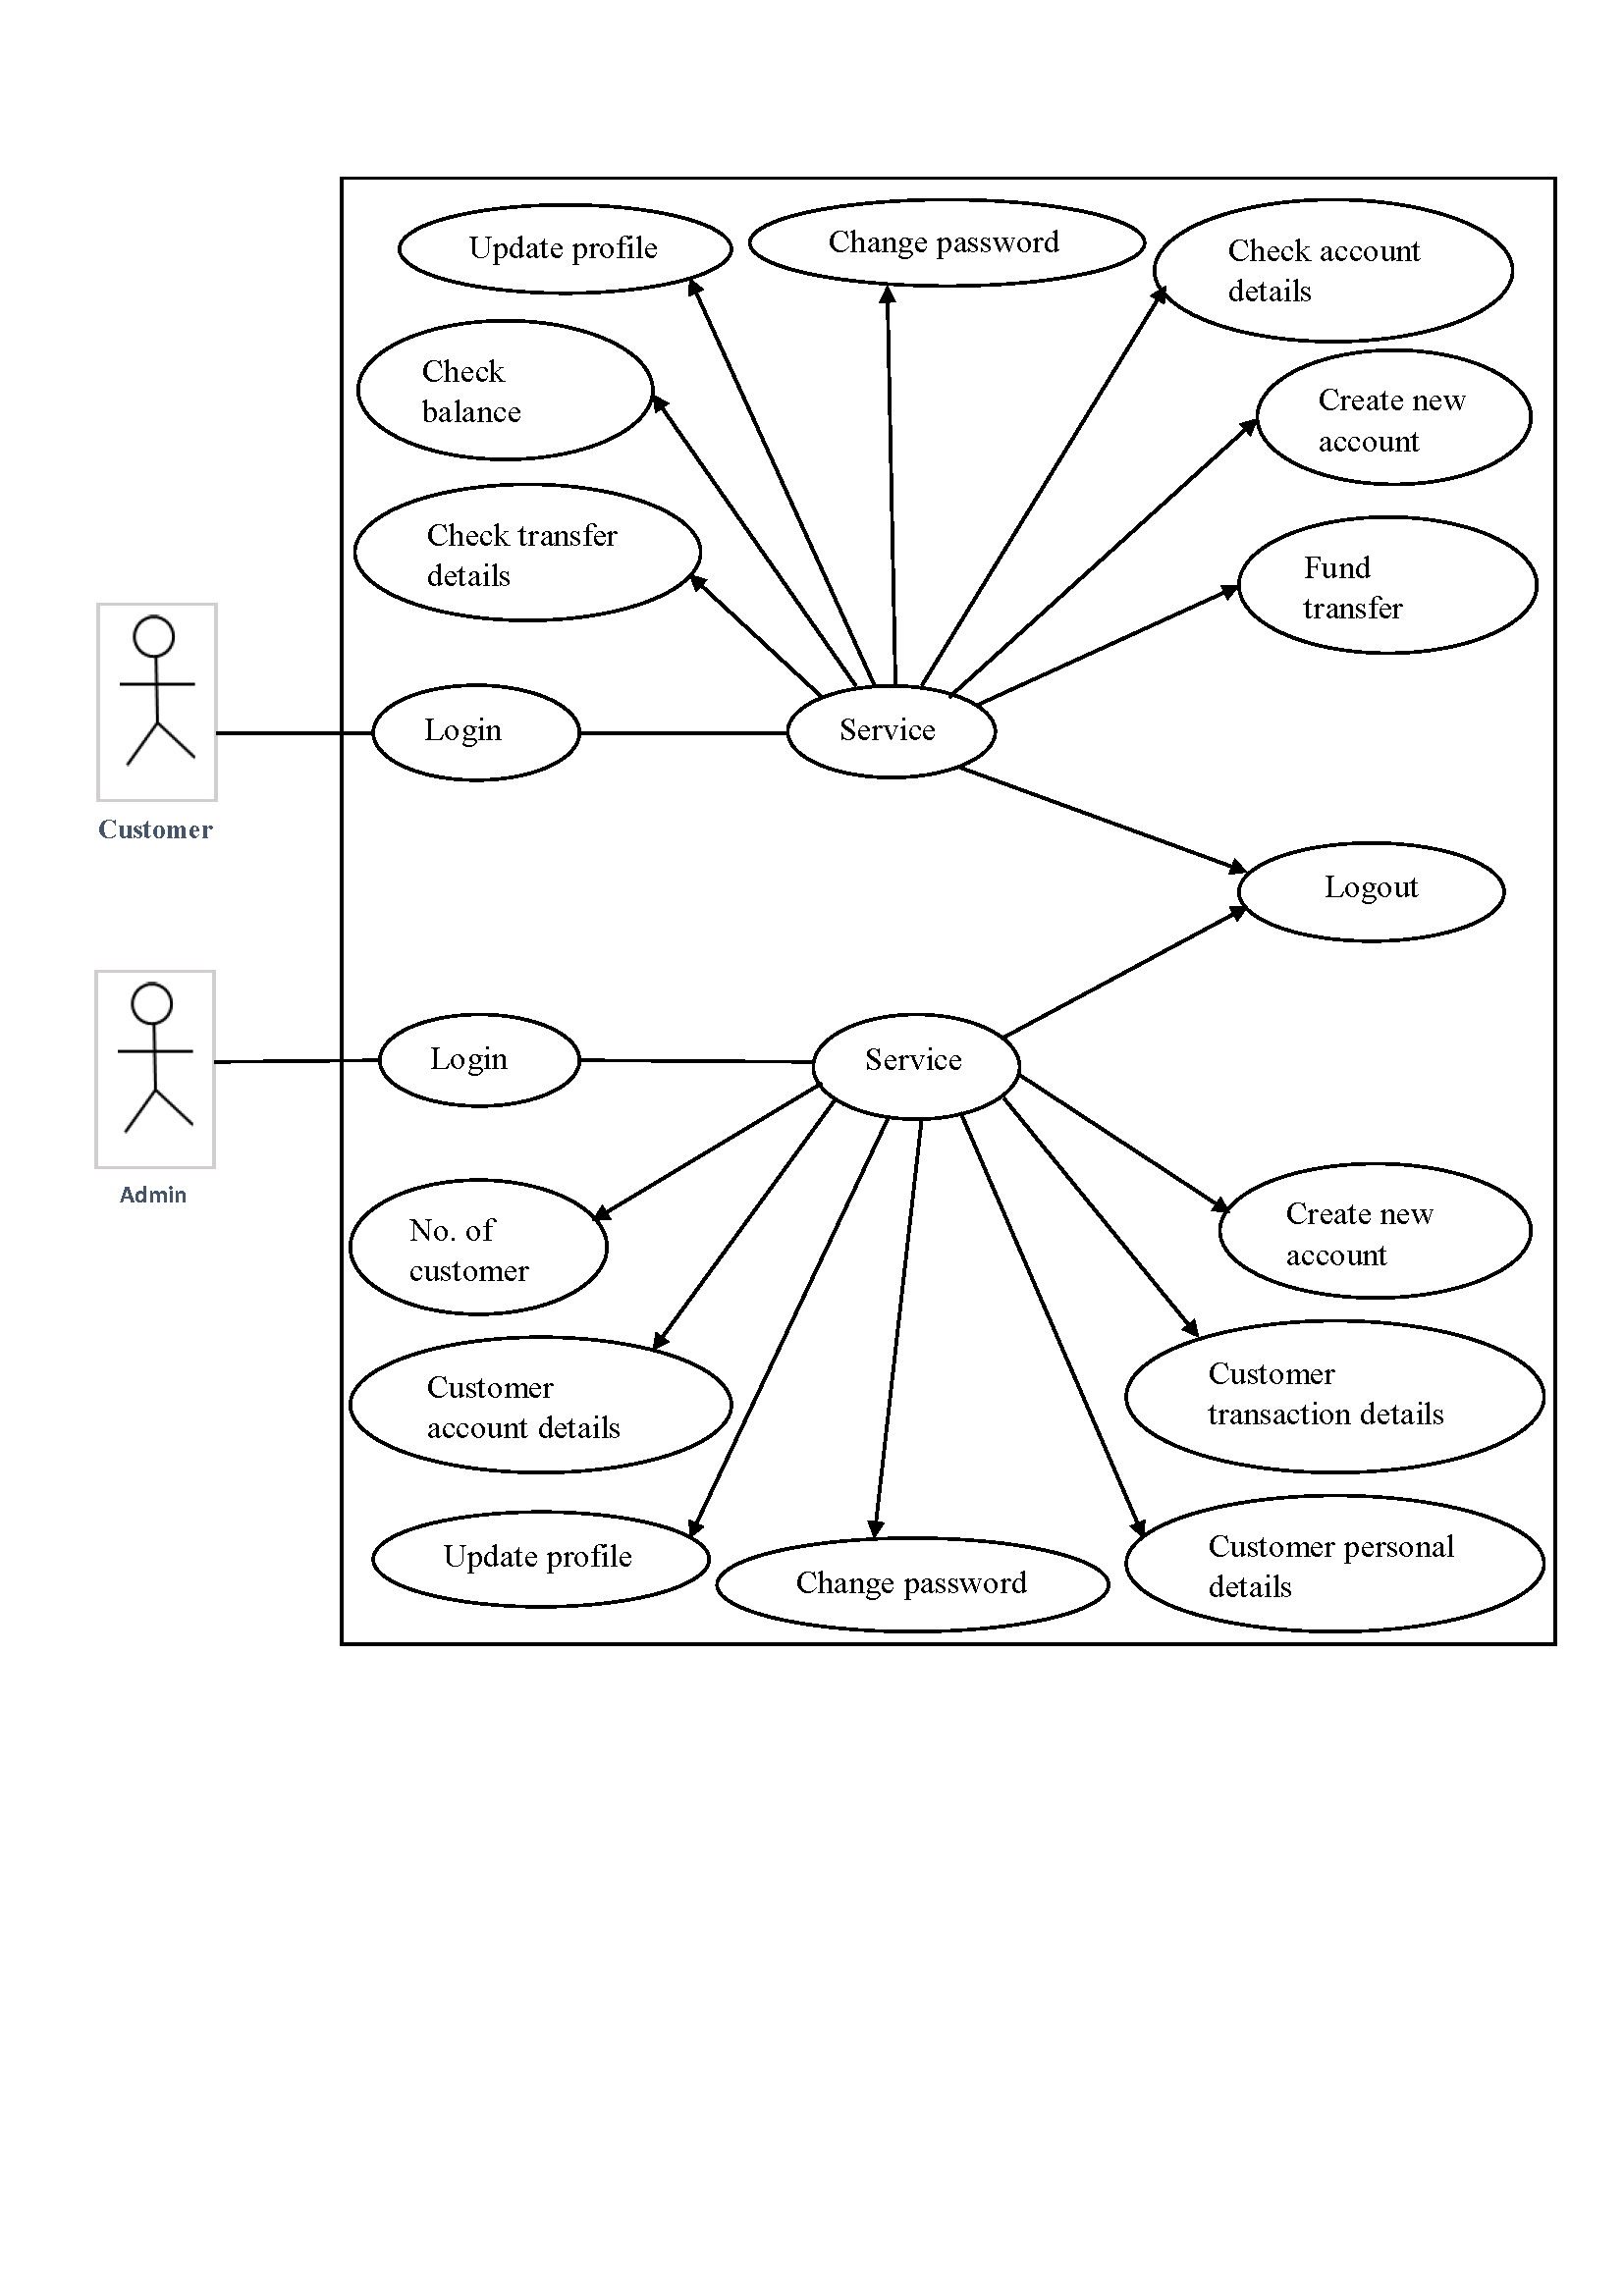 Update profile
Change password
Check account
details
Check
balance
Create new
account
Check transfer
details
Fund
transfer
Login
Service
Customer
Logout
Login
Service
Admin
No. of
customer
Create new
account
Customer
account details
Customer
transaction details
Update profile
Change password
Customer personal
details